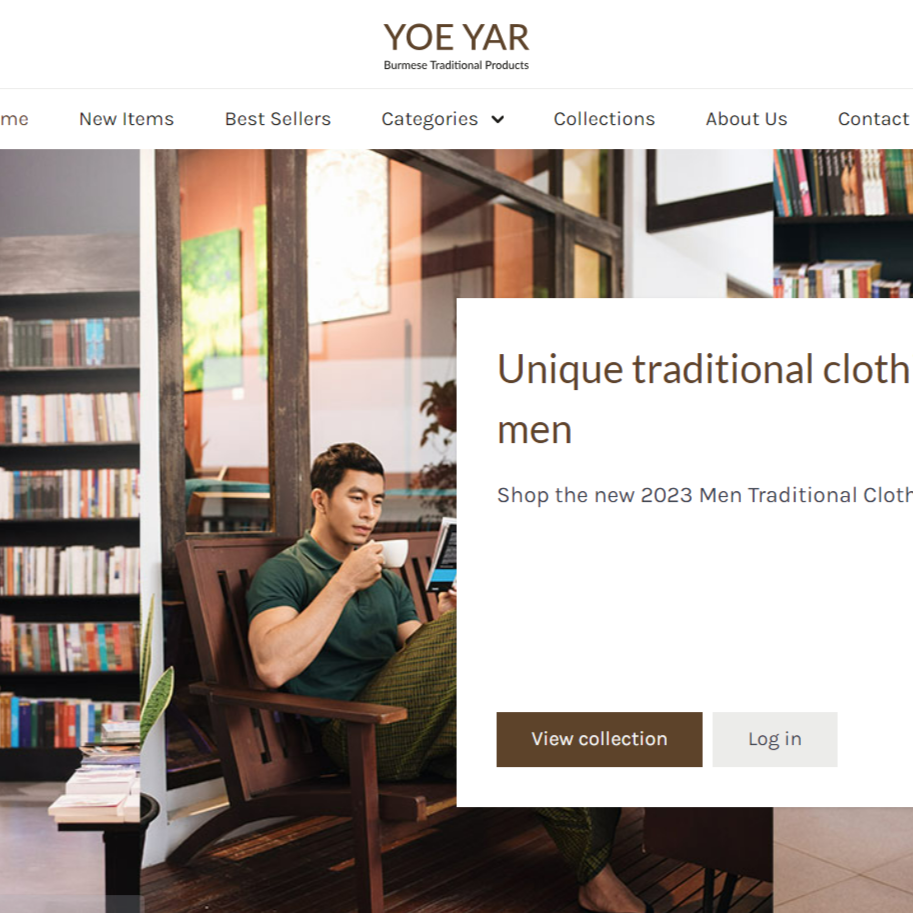 YOE YAR
Burmese Traditional Products
me New Items Best Sellers Categories Collections About Us Contact
Unique traditional cloth
men
Shop the new 2023 Men Traditional Cloth
View collection Log in